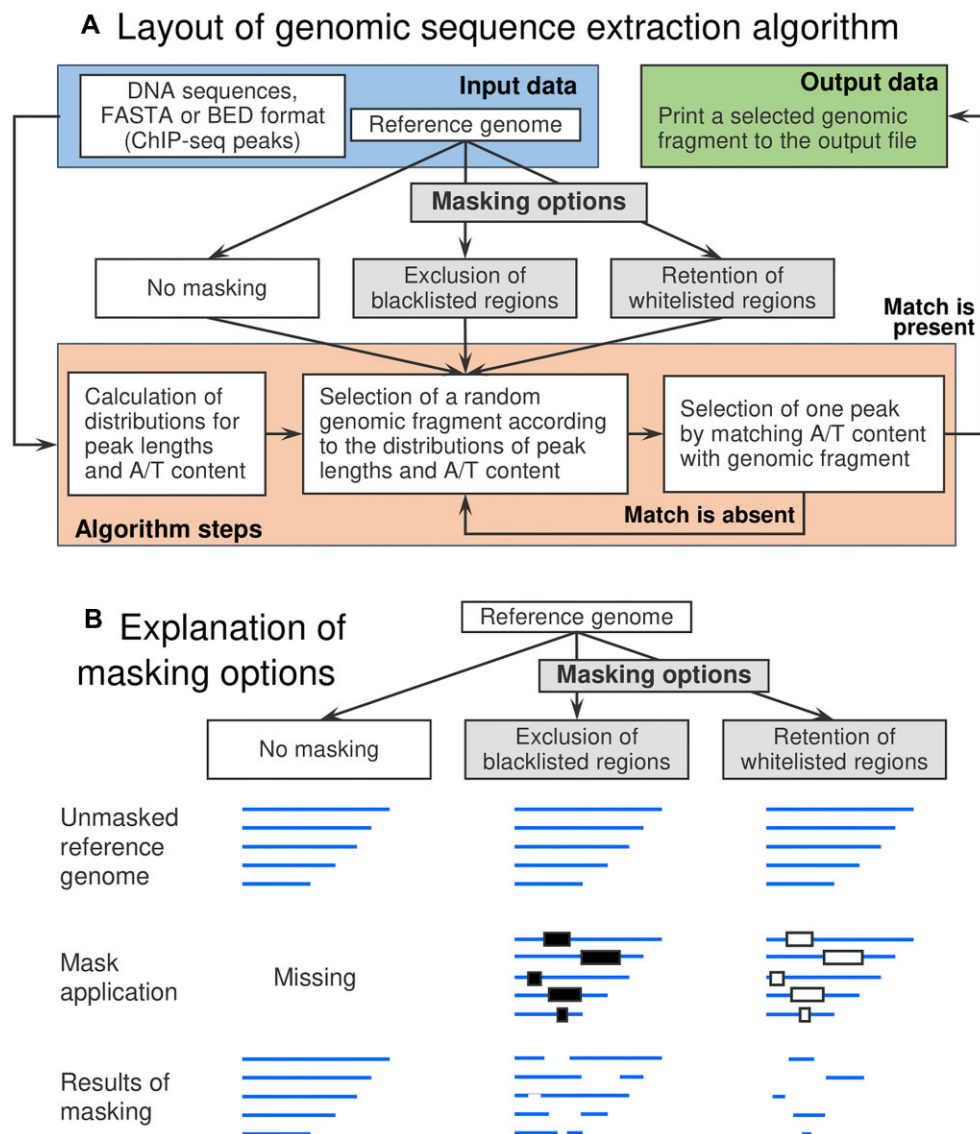 A Layout of genomic sequence extraction algorithm
Input data
DNA sequences,
FASTA or BED format
(ChIP-seq peaks)
Reference genome
Output data
Print a selected genomic
fragment to the output file
Masking options
No masking
Exclusion of
blacklisted regions
Retention of
whitelisted regions
Match is
present
Calculation of
distributions for
peak lengths
and A/T content
Selection of a random
genomic fragment according
to the distributions of peak
lengths and A/T content
Selection of one peak
by matching A/T content
with genomic fragment
Match is absent
Algorithm steps
B Explanation of
masking options
Reference genome
Masking options
No masking
Exclusion of
blacklisted regions
Retention of
whitelisted regions
Unmasked
reference
genome
Mask
application
Missing
Results of
masking